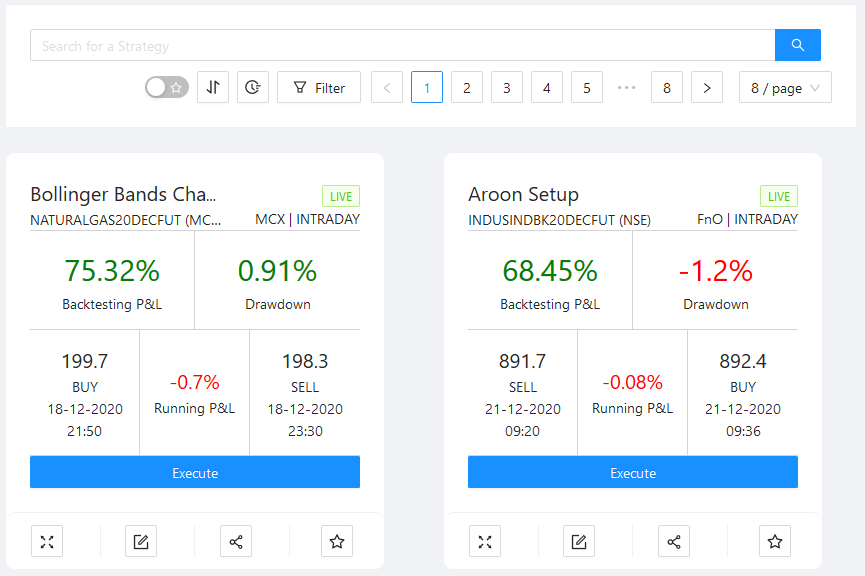 Search for a Strategy
Filter
< 1 2 3 4 5 ••• 8 > 8 / page
Bollinger Bands Cha... LIVE
NATURALGAS20DECFUT (MC... MCX | INTRADAY
75.32% 0.91%
Backtesting P&L Drawdown
199.7 -0.7% 198.3
BUY Running P&L SELL
18-12-2020 18-12-2020
21:50 23:30
Execute
Aroon Setup LIVE
INDUSINDBK20DECFUT (NSE) FnO | INTRADAY
68.45% -1.2%
Backtesting P&L Drawdown
891.7 -0.08% 892.4
SELL Running P&L BUY
21-12-2020 21-12-2020
09:20 09:36
Execute